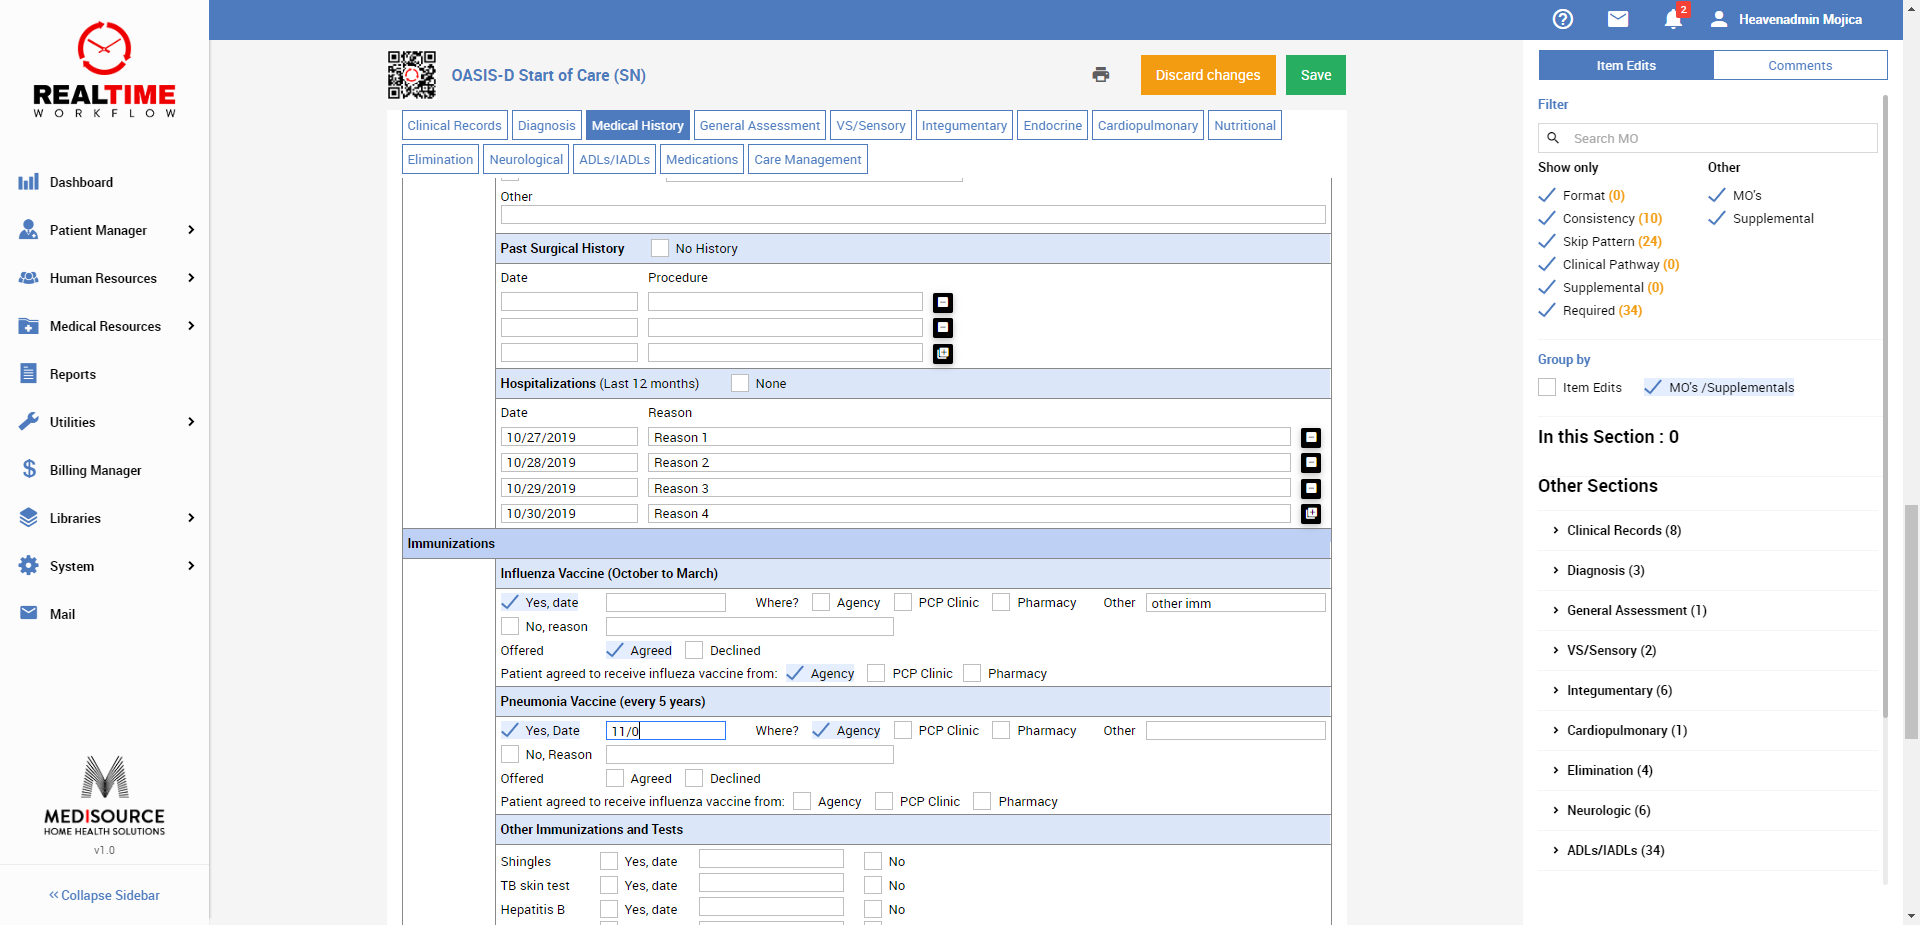 REALTIME
WORKFLOW
Dashboard
Patient Manager
Human Resources
Medical Resources
Reports
Utilities
Billing Manager
Libraries
System
Mail
MEDISOURCE
HOME HEALTH SOLUTIONS
v1.0
Collapse Sidebar
2
Heavenadmin Mojica
OASIS-D Start of Care (SN)
Discard changes
Save
Clinical Records
Diagnosis
Medical History
General Assessment
VS/Sensory
Integumentary
Endocrine
Cardiopulmonary
Nutritional
Elimination
Neurological
ADLs/IADLs
Medications
Care Management
Other
Past Surgical History No History
Date Procedure
Hospitalizations (Last 12 months) None
Date Reason
10/27/2019 Reason 1
10/28/2019 Reason 2
10/29/2019 Reason 3
10/30/2019 Reason 4
Immunizations
Influenza Vaccine (October to March)
Yes, date Where? Agency PCP Clinic Pharmacy Other other imm
No, reason
Offered Agreed Declined
Patient agreed to receive influeza vaccine from: Agency PCP Clinic Pharmacy
Pneumonia Vaccine (every 5 years)
Yes, Date 11/0 Where? Agency PCP Clinic Pharmacy Other
No, Reason
Offered Agreed Declined
Patient agreed to receive influenza vaccine from: Agency PCP Clinic Pharmacy
Other Immunizations and Tests
Shingles Yes, date No
TB skin test Yes, date No
Hepatitis B Yes, date No
Item Edits
Comments
Filter
Search MO
Show only Other
Format (0) MO's
Consistency (10) Supplemental
Skip Pattern (24)
Clinical Pathway (0)
Supplemental (0)
Required (34)
Group by
Item Edits MO's /Supplementals
In this Section : 0
Other Sections
Clinical Records (8)
Diagnosis (3)
General Assessment (1)
VS/Sensory (2)
Integumentary (6)
Cardiopulmonary (1)
Elimination (4)
Neurologic (6)
ADLs/IADLs (34)